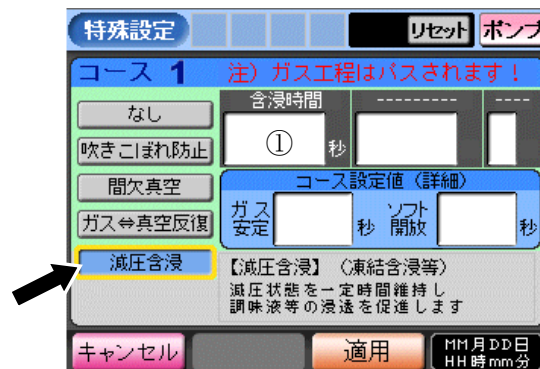 特殊設定 リセット ポンプ
コース 1 注）ガス工程はパスされます！
なし
吹きこぼれ防止
間欠真空
ガス⇔真空反復
減圧含浸
含浸時間 --------- ----
① 秒
コース設定値（詳細）
ガス安定 秒 ソフト開放 秒
【減圧含浸】（凍結含浸等）
減圧状態を一定時間維持し
調味液等の浸透を促進します
キャンセル 適用 MM月DD日
HH時mm分